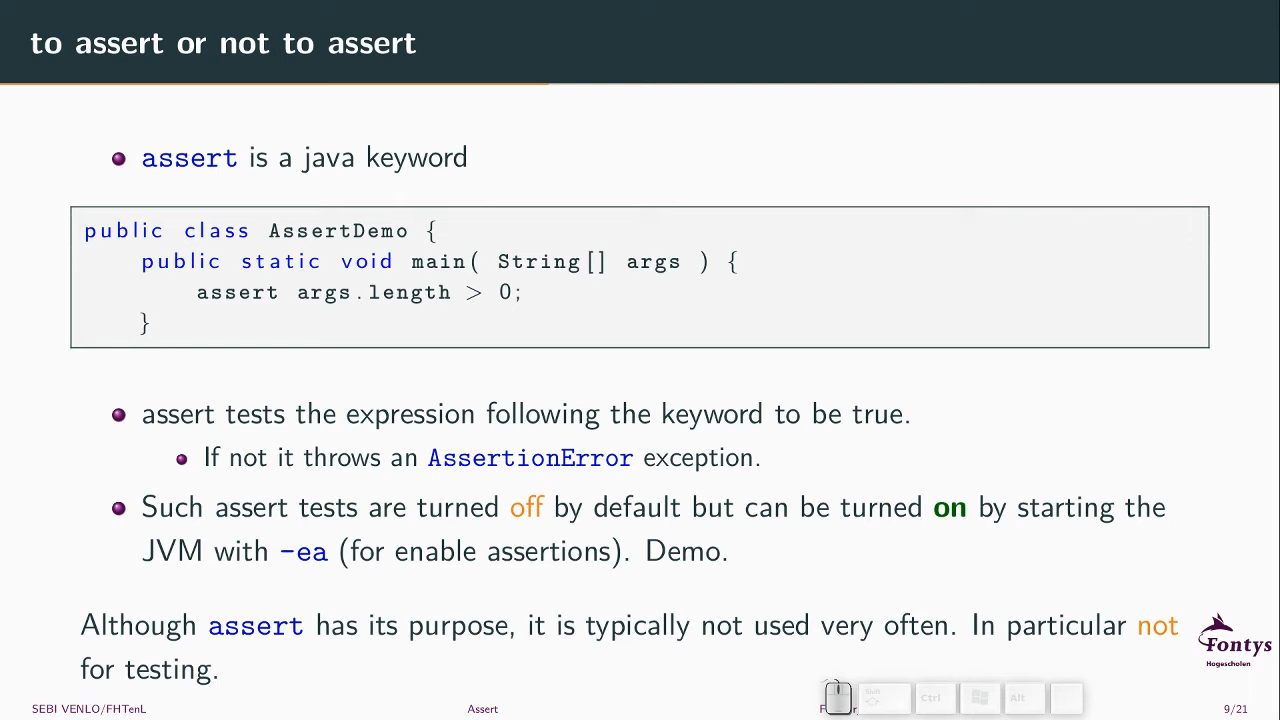 to assert or not to assert
assert is a java keyword
public class AssertDemo {
public static void main( String[] args ) {
assert args.length > 0;
}
assert tests the expression following the keyword to be true.
If not it throws an AssertionError exception.
Such assert tests are turned off by default but can be turned on by starting the
JVM with -ea (for enable assertions). Demo.
Although assert has its purpose, it is typically not used very often. In particular not
for testing.
Fontys
Hogescholen
SEBI VENLO/FHTenL
Assert
Ctrl
Alt
9/21